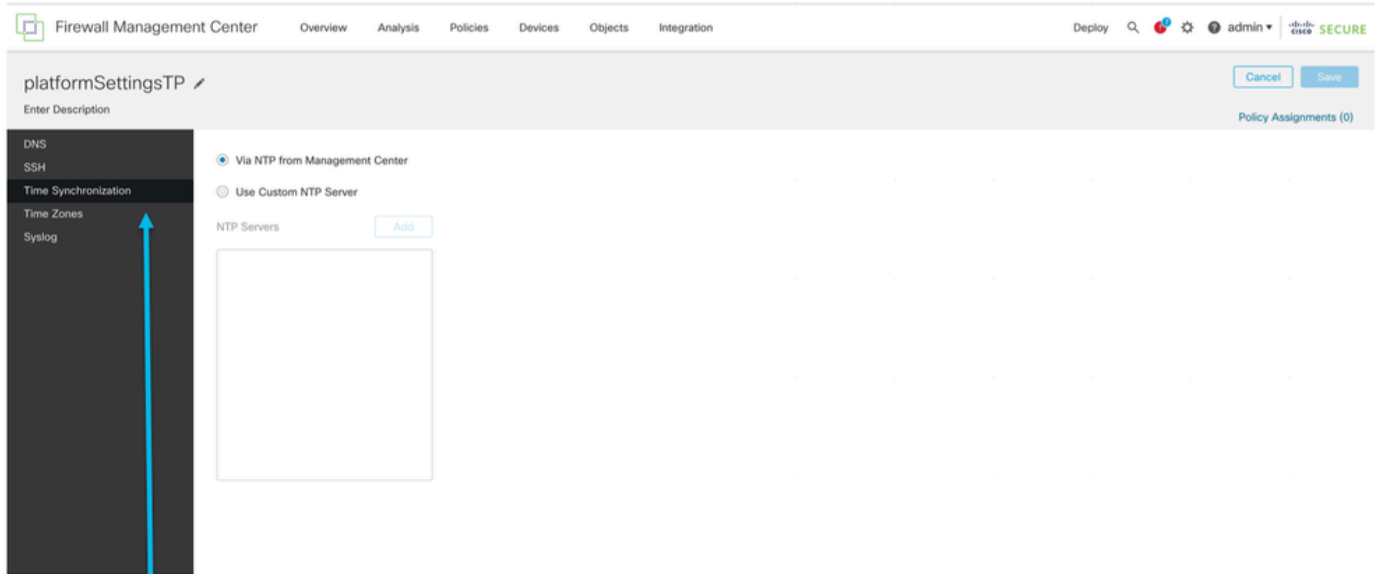 Firewall Management Center Overview Analysis Policies Devices Objects Integration Deploy admin cisco SECURE
platformSettingsTP
Cancel Save
Enter Description
Policy Assignments (0)
DNS
SSH
Time Synchronization
Time Zones
Syslog
Via NTP from Management Center
Use Custom NTP Server
NTP Servers Add